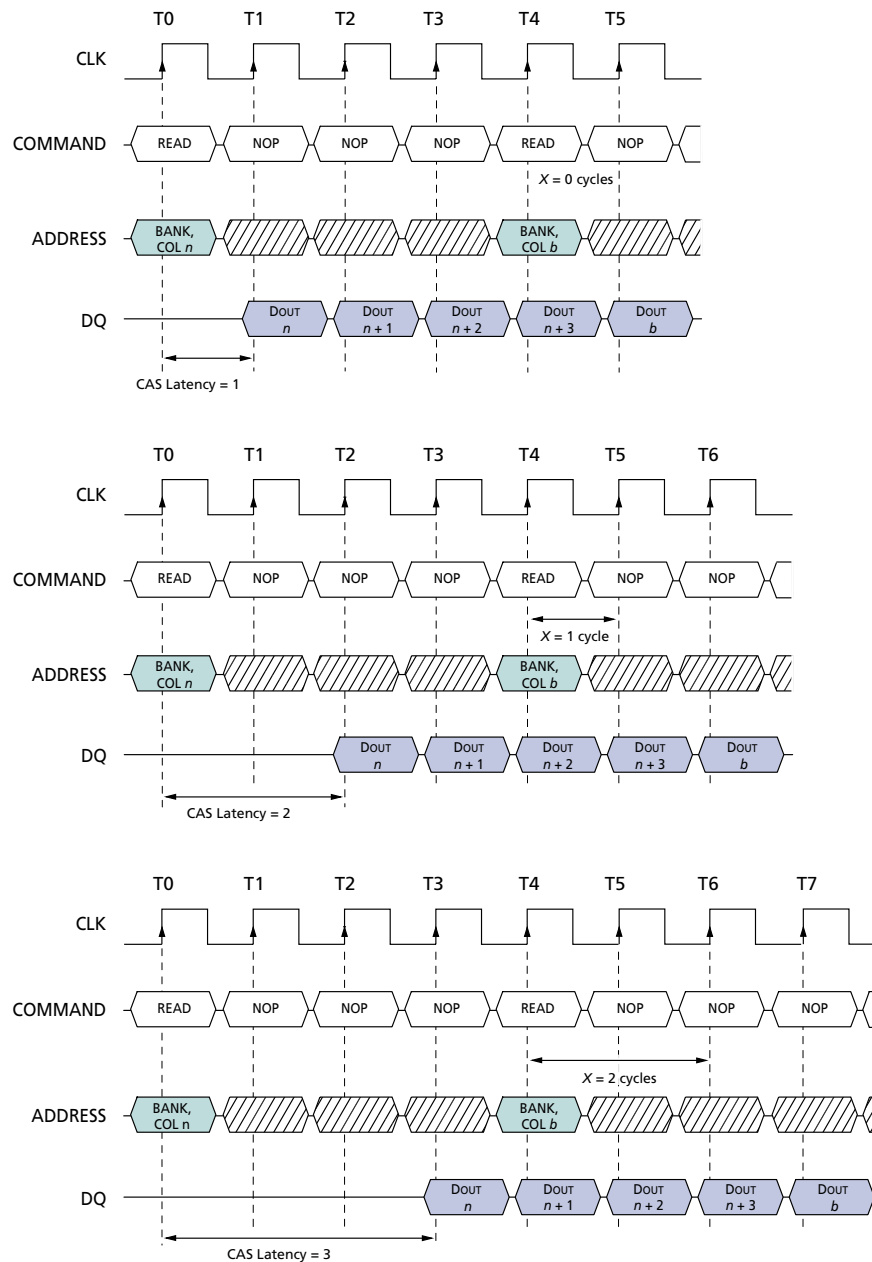 T0 T1 T2 T3 T4 T5
CLK
COMMAND READ NOP NOP NOP READ NOP
X = 0 cycles
ADDRESS BANK, COL n BANK, COL b
DQ DOUT n DOUT n + 1 DOUT n + 2 DOUT n + 3 DOUT b
CAS Latency = 1
T0 T1 T2 T3 T4 T5 T6
CLK
COMMAND READ NOP NOP NOP READ NOP NOP
X = 1 cycle
ADDRESS BANK, COL n BANK, COL b
DQ DOUT n DOUT n + 1 DOUT n + 2 DOUT n + 3 DOUT b
CAS Latency = 2
T0 T1 T2 T3 T4 T5 T6 T7
CLK
COMMAND READ NOP NOP NOP READ NOP NOP NOP
X = 2 cycles
ADDRESS BANK, COL n BANK, COL b
DQ DOUT n DOUT n + 1 DOUT n + 2 DOUT n + 3 DOUT b
CAS Latency = 3